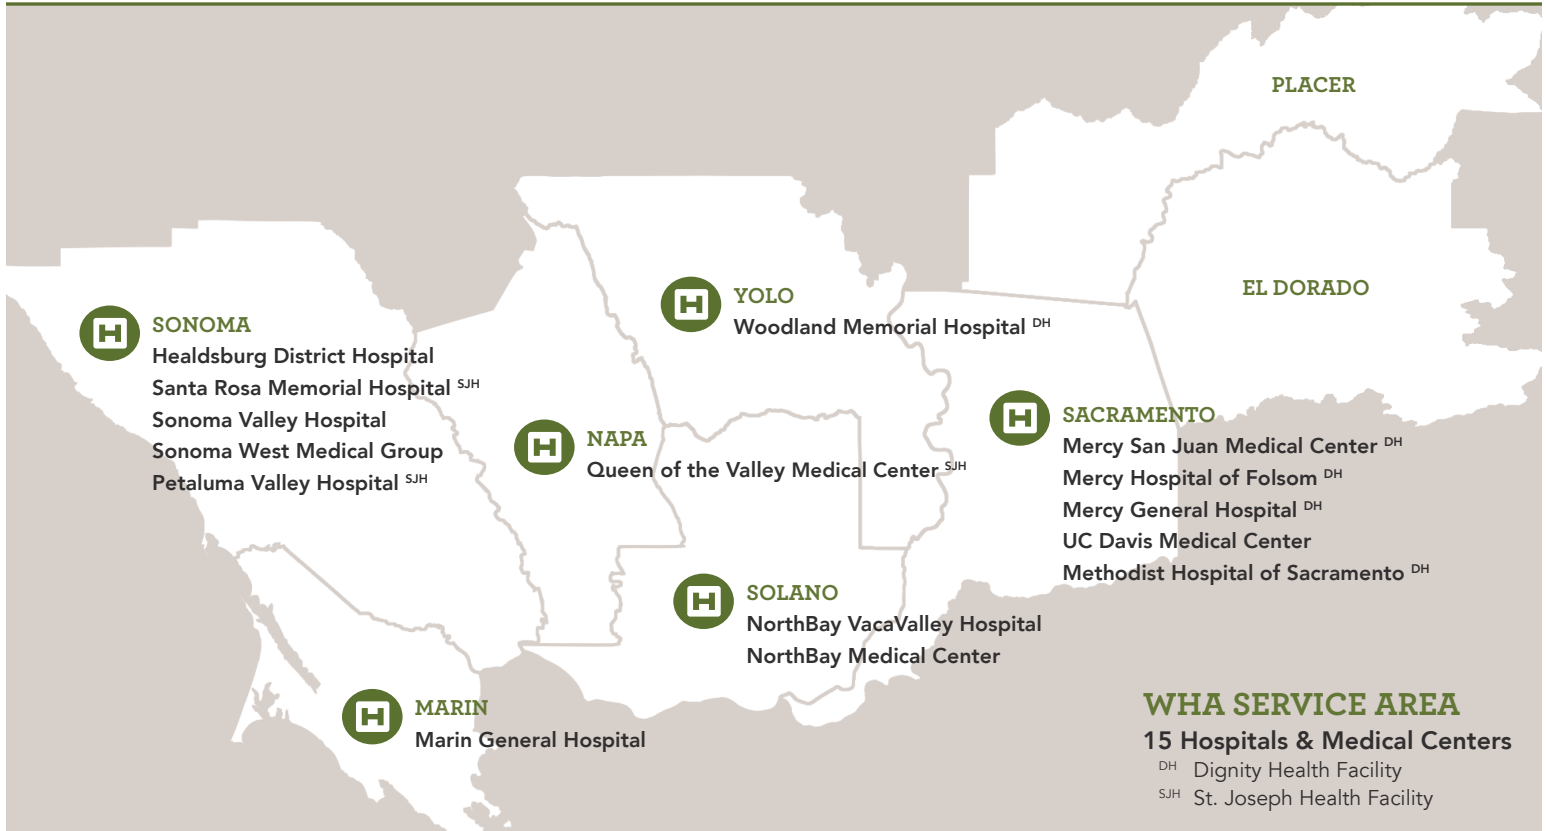 PLACER
EL DORADO
YOLO
Woodland Memorial Hospital DH
SONOMA
Healdsburg District Hospital
Santa Rosa Memorial Hospital SJH
Sonoma Valley Hospital
Sonoma West Medical Group
Petaluma Valley Hospital SJH
NAPA
Queen of the Valley Medical Center SJH
SACRAMENTO
Mercy San Juan Medical Center DH
Mercy Hospital of Folsom DH
Mercy General Hospital DH
UC Davis Medical Center
Methodist Hospital of Sacramento DH
SOLANO
NorthBay VacaValley Hospital
NorthBay Medical Center
MARIN
Marin General Hospital
WHA SERVICE AREA
15 Hospitals & Medical Centers
DH Dignity Health Facility
SJH St. Joseph Health Facility
H
H
H
H
H
H